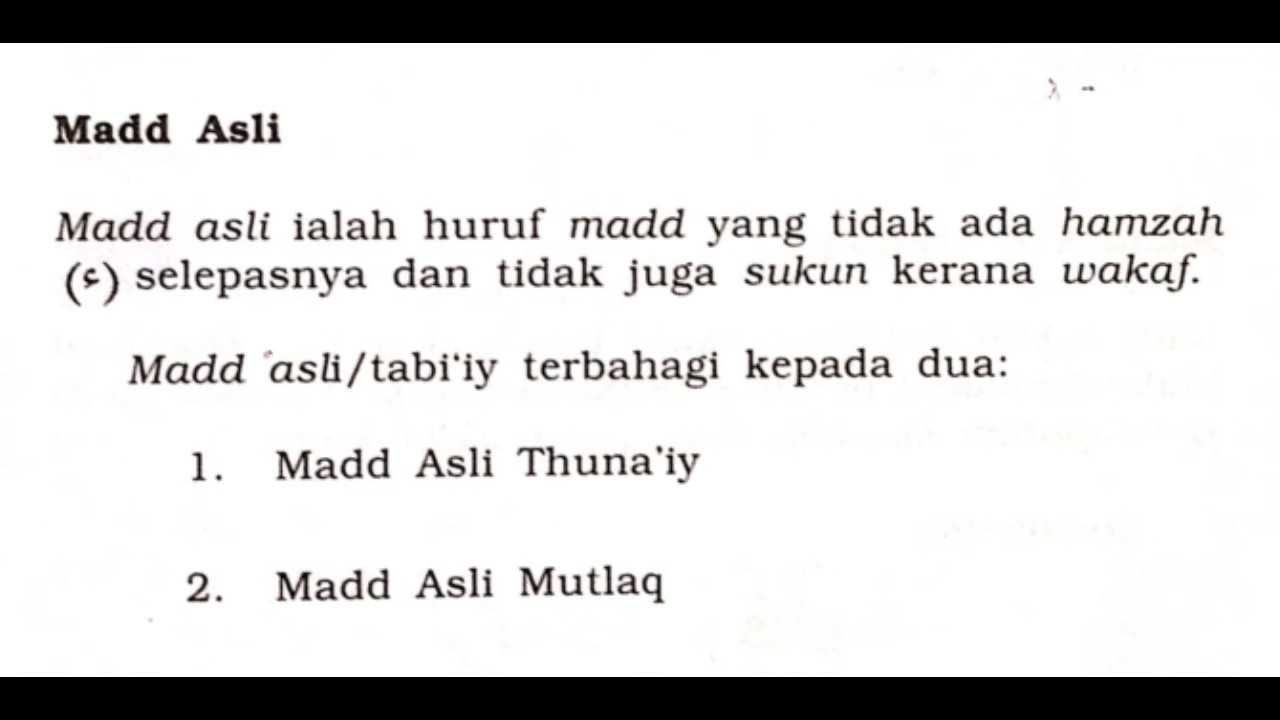 Madd Asli
Madd asli ialah huruf madd yang tidak ada hamzah
(ء) selepasnya dan tidak juga sukun kerana wakaf.
Madd asli/tabi‘iy terbahagi kepada dua:
1. Madd Asli Thuna’iy
2. Madd Asli Mutlaq